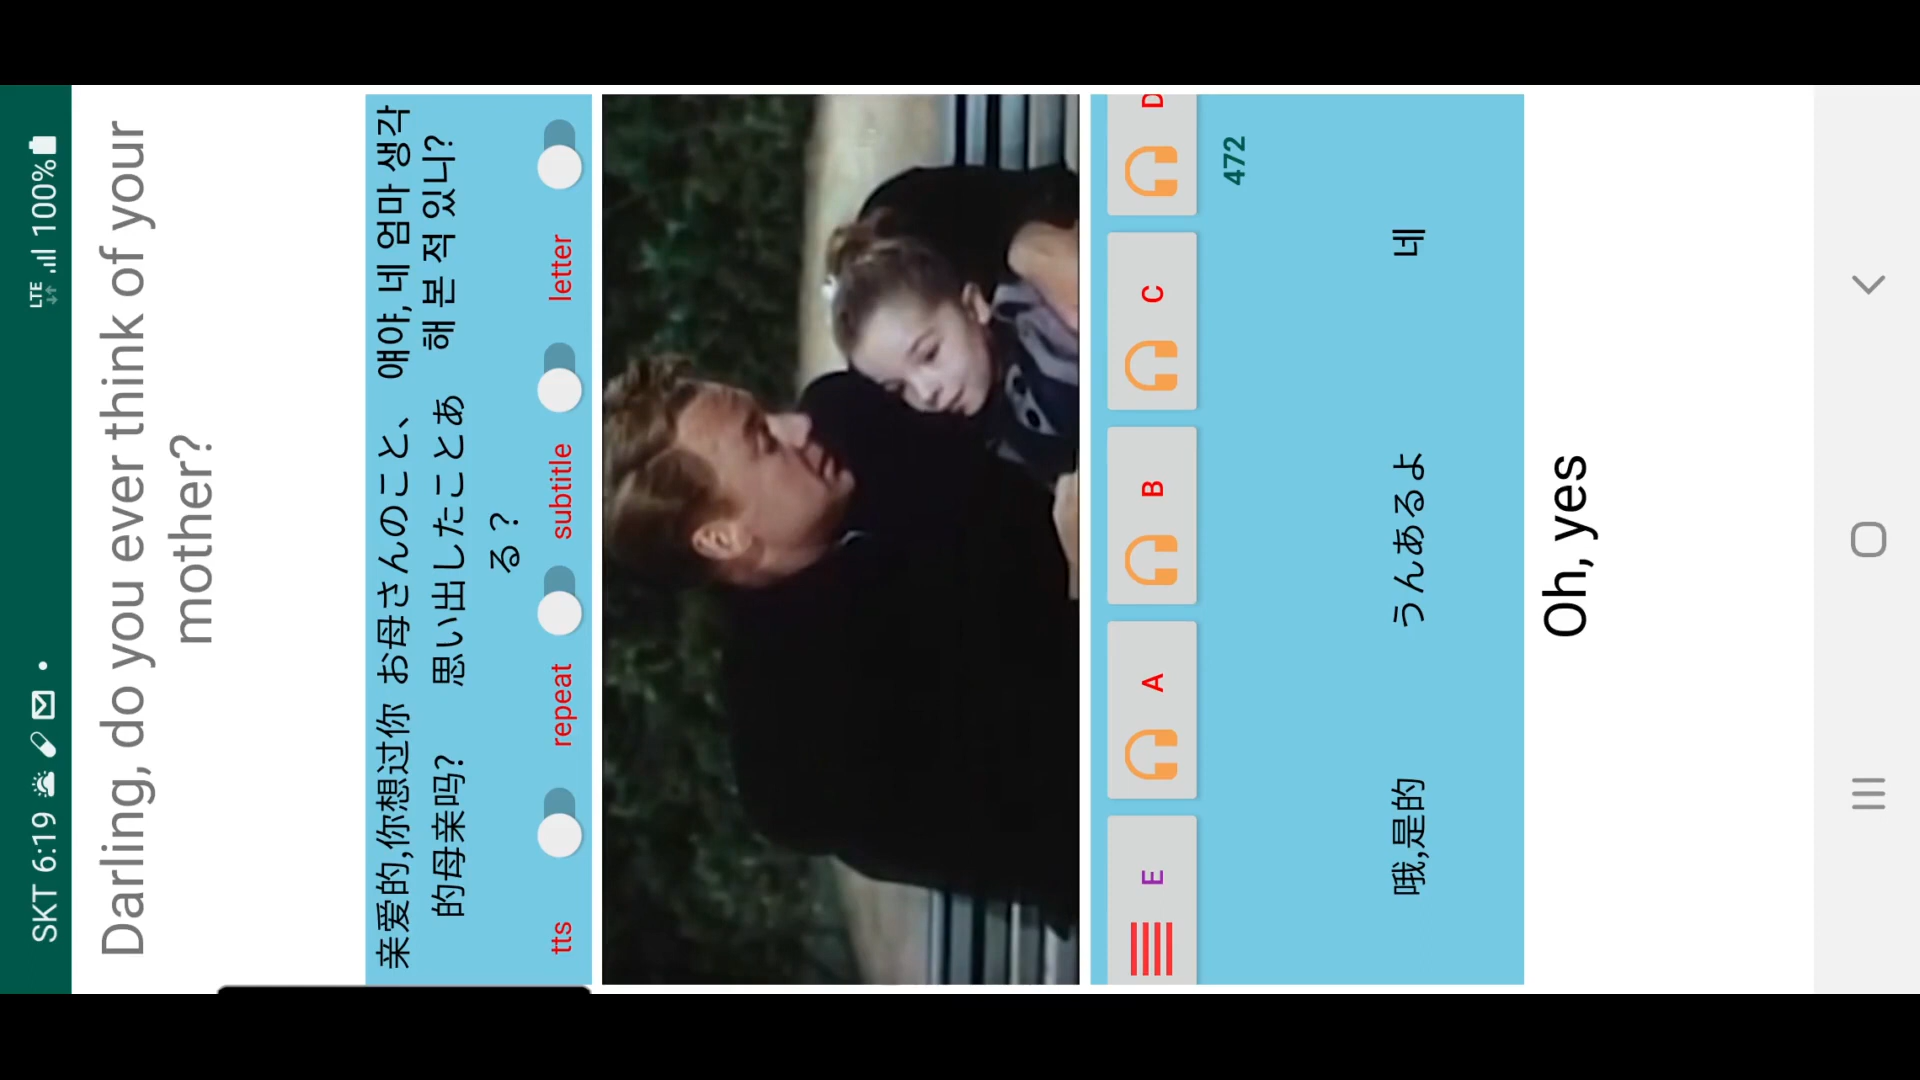 SKT 6:19
LTE 100%
Darling, do you ever think of your
mother?
亲爱的,你想过你
的母亲吗?
お母さんのこと、
思い出したことあ
る？
얘야, 네 엄마 생각
해 본 적 있니?
tts
repeat
subtitle
letter
E
A
B
C
D
472
哦,是的
うんあるよ
네
Oh, yes